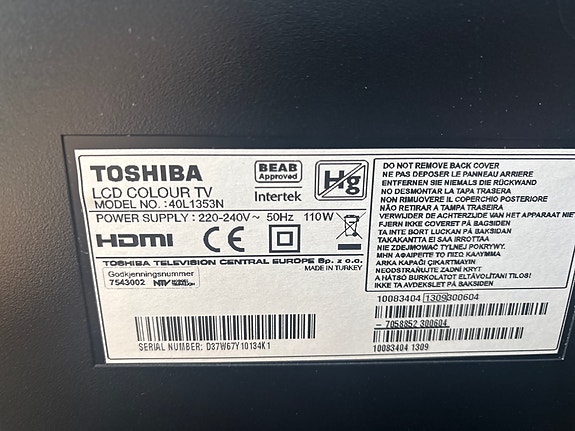 TOSHIBA
LCD COLOUR TV
MODEL NO. :40L1353N
BEAB
Approved
Intertek
Hg
POWER SUPPLY : 220-240V~ 50Hz 110W
HDMI CE
TOSHIBA TELEVISION CENTRAL EUROPE Sp. z o.o.
Godkjenningsnummer
7543002 NTV
MADE IN TURKEY
SERIAL NUMBER: D37W67Y10134K1
DO NOT REMOVE BACK COVER
NE PAS DEPOSER LE PANNEAU ARRIERE
ENTFERNEN SIE NIEMALS DIE RÜCKWAND
NO DESMONTAR LA TAPA TRASERA
NON RIMUOVERE IL COPERCHIO POSTERIORE
NÃO RETIRAR A TAMPA TRASEIRA
VERWIJDER DE ACHTERZIJDE VAN HET APPARAAT NIET
FJERN IKKE COVERET PÅ BAGSIDEN
TA INTE BORT LUCKAN PÅ BAKSIDAN
TAKAKANTTA EI SAA IRROTTAA
NIE ZDEJMOWAĆ TYLNEJ POKRYWY.
ΜΗΝ ΑΦΑΙΡΕΙΤΕ ΤΟ ΠΙΣΩ ΚΑΛΥΜΜΑ
ARKA KAPAĞI ÇIKARTMAYIN
NEODSTRAŇUJTE ZADNÍ KRYT
A HÁTSÓ BURKOLATOT ELTÁVOLÍTANI TILOS!
IKKE TA AVDEKSLET PÅ BAKSIDEN
10083404 1309 300604
- 7058852 300604
10083404 1309